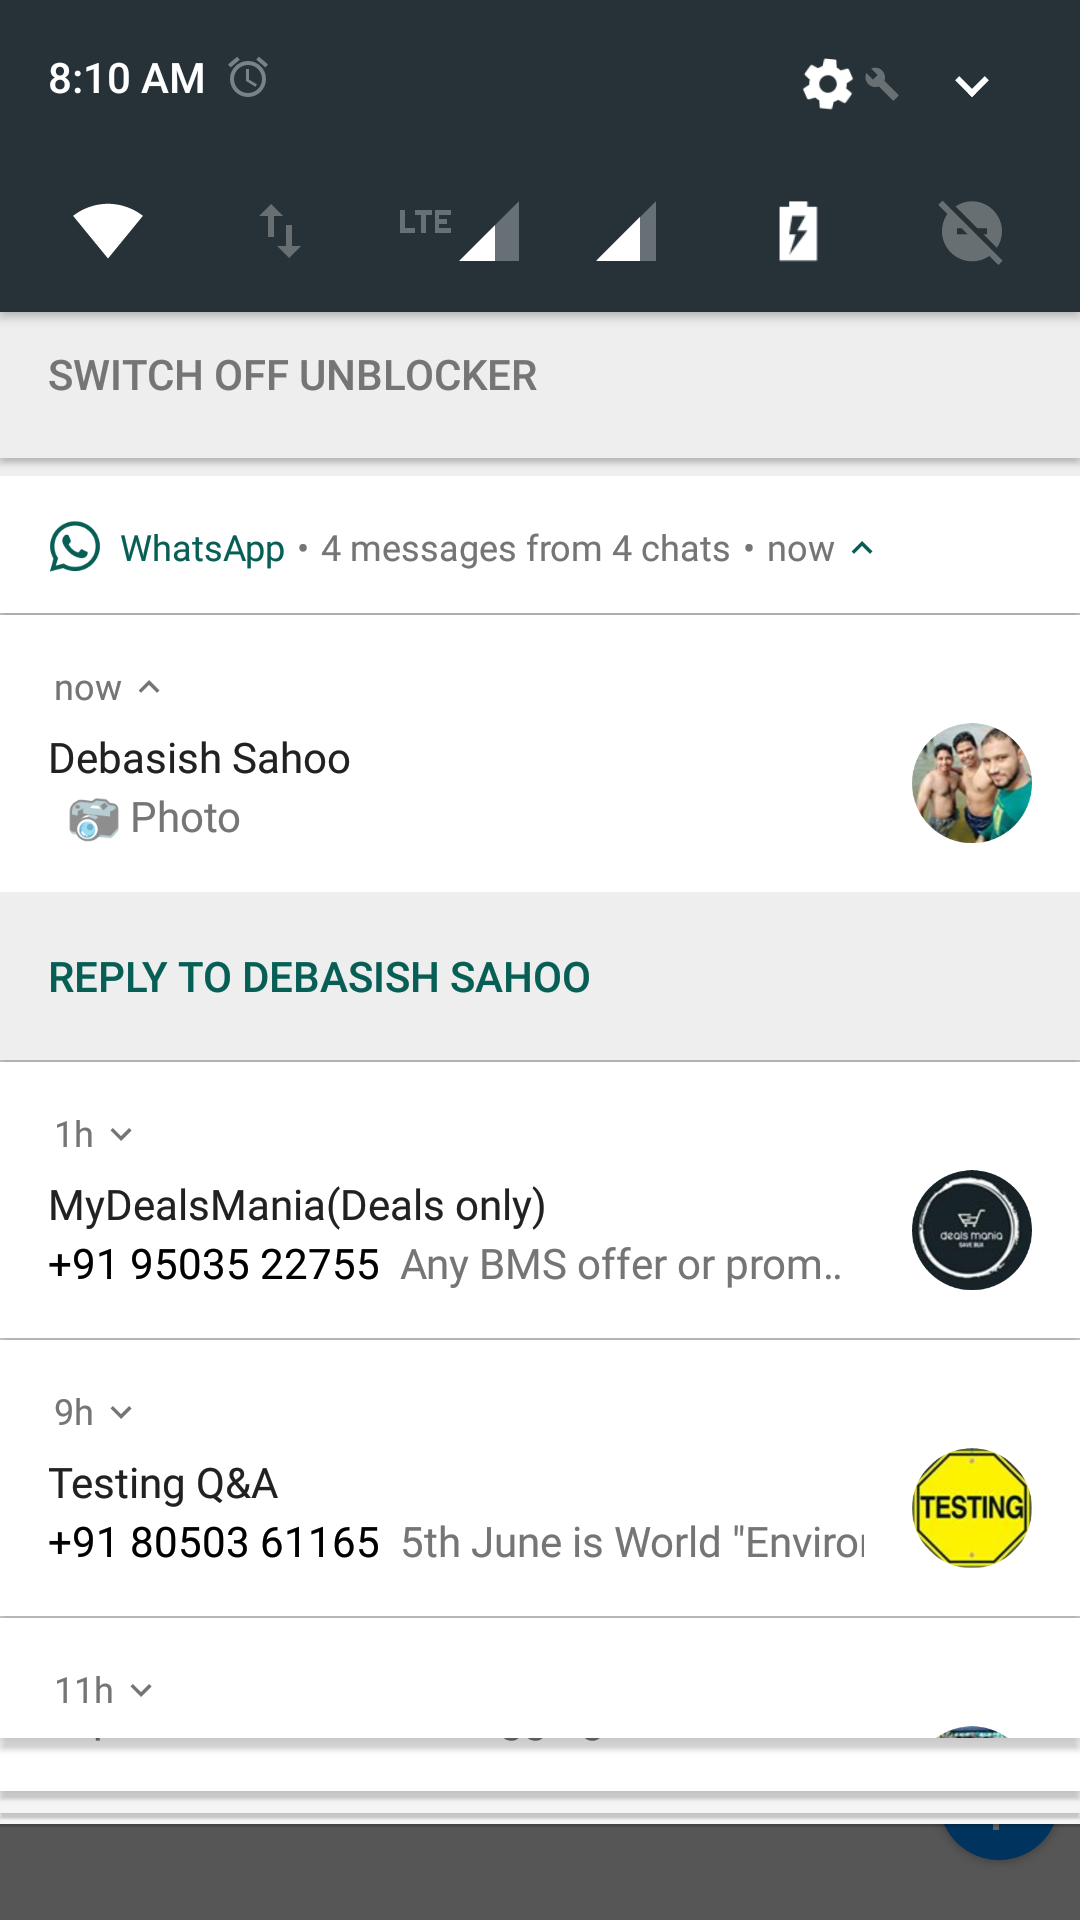 8:10 AM
LTE
SWITCH OFF UNBLOCKER
WhatsApp • 4 messages from 4 chats • now
now
Debasish Sahoo
Photo
REPLY TO DEBASISH SAHOO
1h
MyDealsMania(Deals only)
+91 95035 22755 Any BMS offer or prom..
deals mania
SAVE BUX
9h
Testing Q&A
+91 80503 61165 5th June is World "Enviro
TESTING
11h